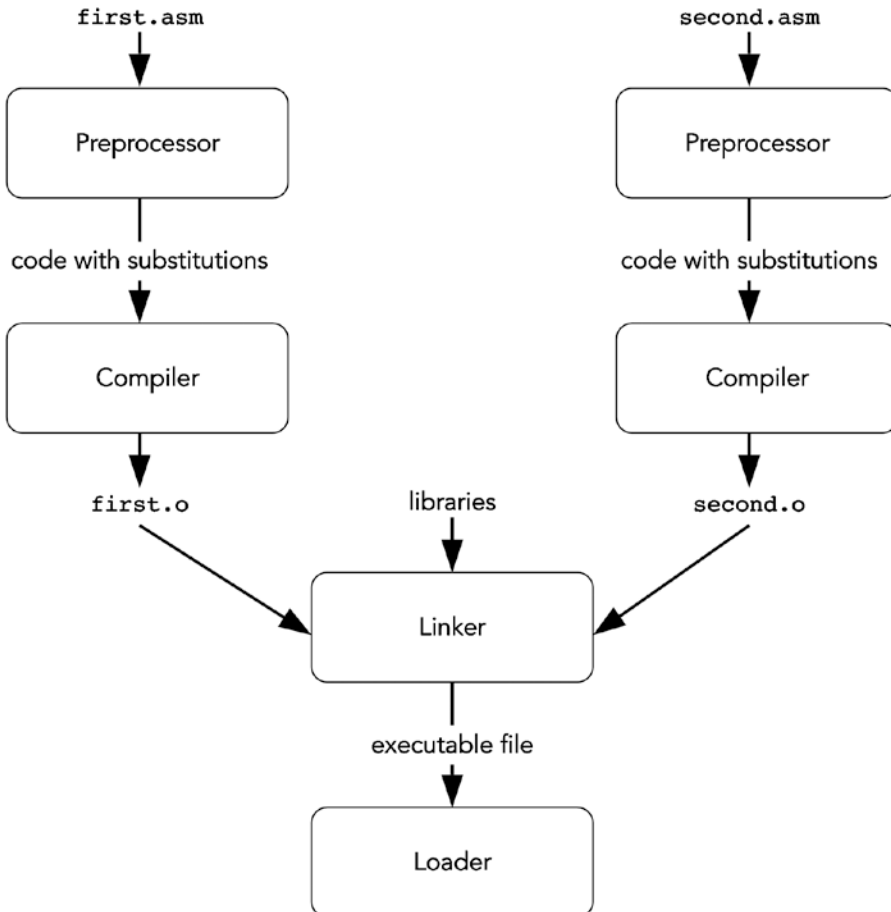 first.asm
second.asm
Preprocessor
Preprocessor
code with substitutions
code with substitutions
Compiler
Compiler
first.o
libraries
second.o
Linker
executable file
Loader